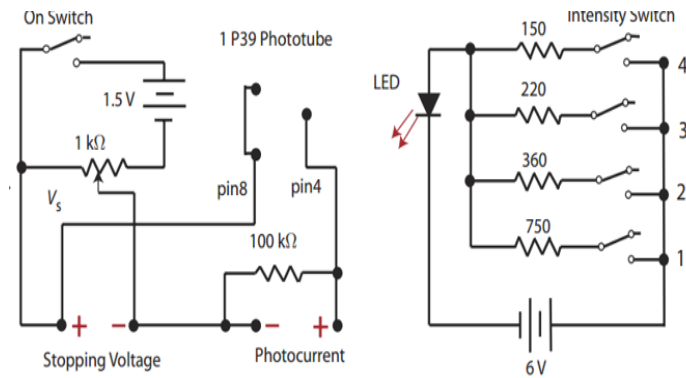 On Switch
1 P39 Phototube
1.5 V
1 kΩ
Vs
pin8
pin4
100 kΩ
+
-
-
+
Stopping Voltage
Photocurrent
Intensity Switch
LED
150
4
220
3
360
2
750
1
6 V